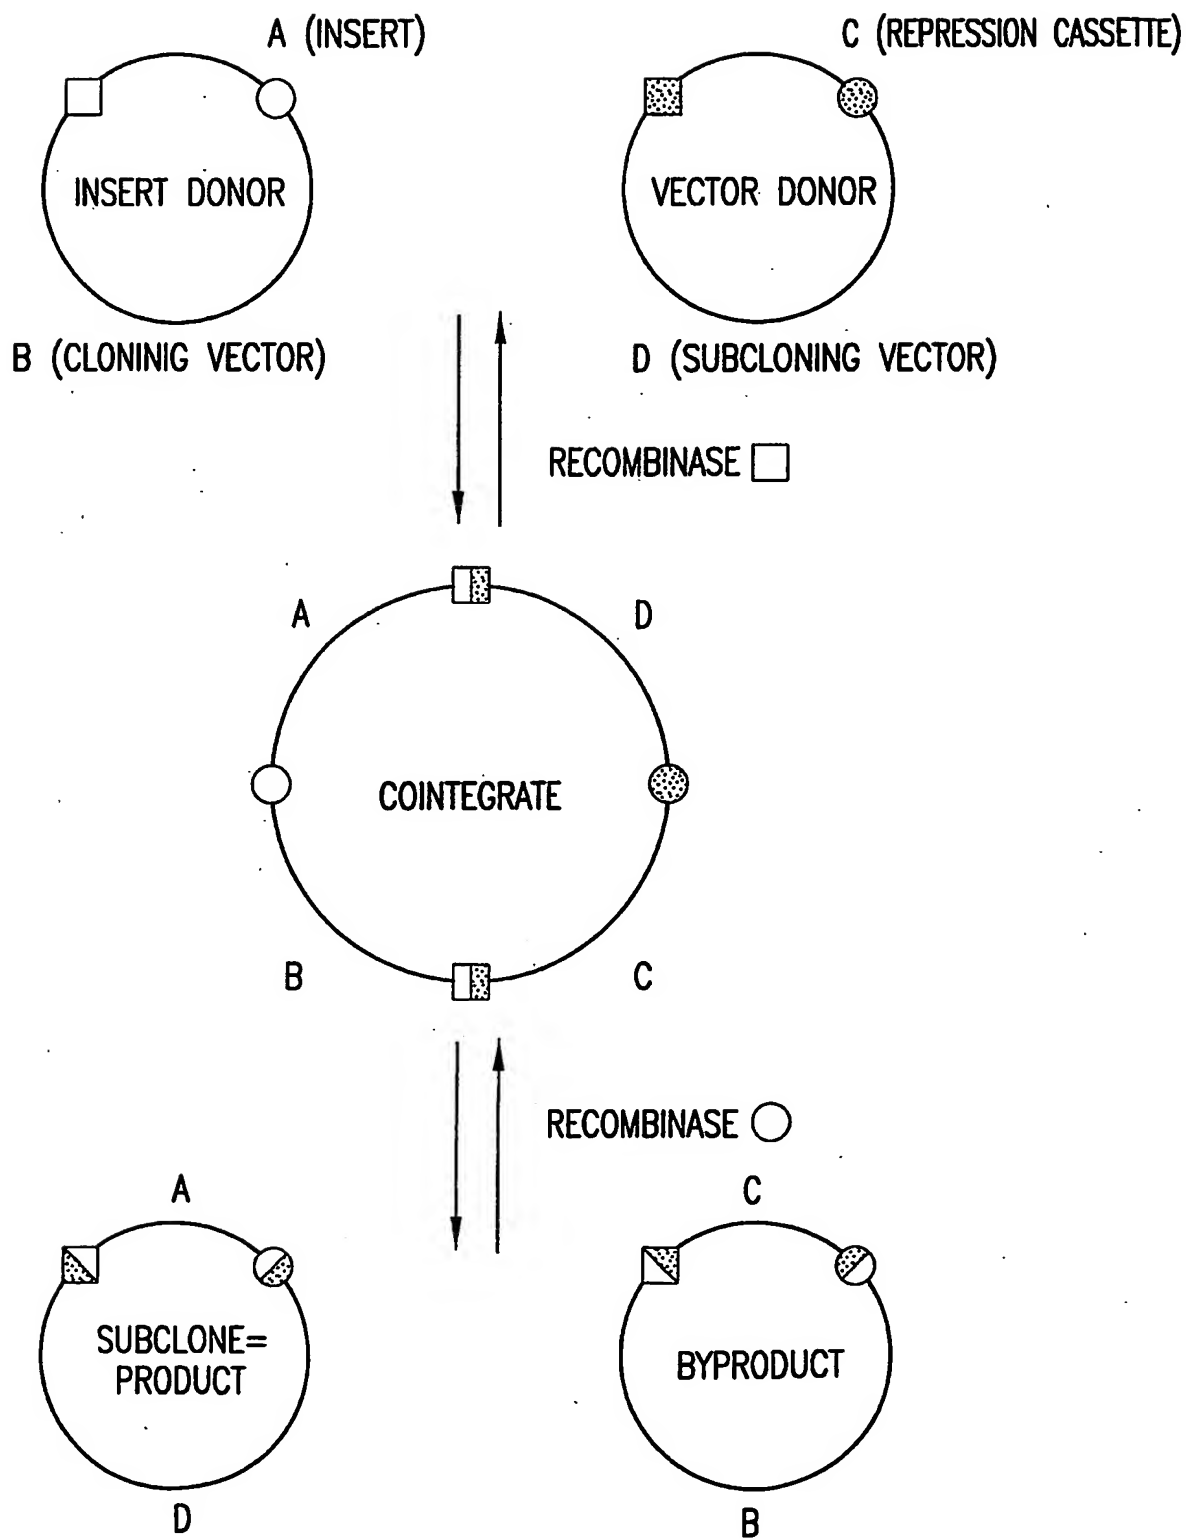 A (INSERT)
C (REPRESSION CASSETTE)
INSERT DONOR
VECTOR DONOR
B (CLONINIG VECTOR)
D (SUBCLONING VECTOR)
RECOMBINASE
A
D
COINTEGRATE
B
C
RECOMBINASE
A
C
SUBCLONE=
PRODUCT
BYPRODUCT
D
B